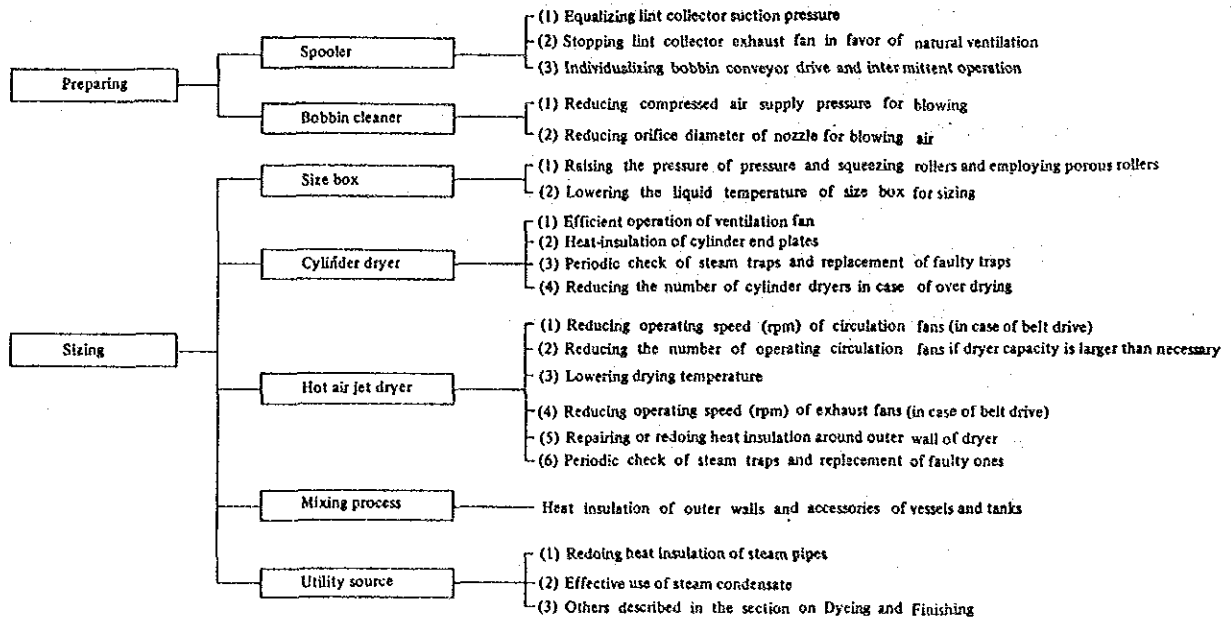 Preparing
Spooler
(1) Equalizing lint collector suction pressure
(2) Stopping lint collector exhaust fan in favor of natural ventilation
(3) Individualizing bobbin conveyor drive and intermittent operation
Bobbin cleaner
(1) Reducing compressed air supply pressure for blowing
(2) Reducing orifice diameter of nozzle for blowing air
Sizing
Size box
(1) Raising the pressure of pressure and squeezing rollers and employing porous rollers
(2) Lowering the liquid temperature of size box for sizing
Cylinder dryer
(1) Efficient operation of ventilation fan
(2) Heat-insulation of cylinder end plates
(3) Periodic check of steam traps and replacement of faulty traps
(4) Reducing the number of cylinder dryers in case of over drying
Hot air jet dryer
(1) Reducing operating speed (rpm) of circulation fans (in case of belt drive)
(2) Reducing the number of operating circulation fans if dryer capacity is larger than necessary
(3) Lowering drying temperature
(4) Reducing operating speed (rpm) of exhaust fans (in case of belt drive)
(5) Repairing or redoing heat insulation around outer wall of dryer
(6) Periodic check of steam traps and replacement of faulty ones
Mixing process
Heat insulation of outer walls and accessories of vessels and tanks
Utility source
(1) Redoing heat insulation of steam pipes
(2) Effective use of steam condensate
(3) Others described in the section on Dyeing and Finishing